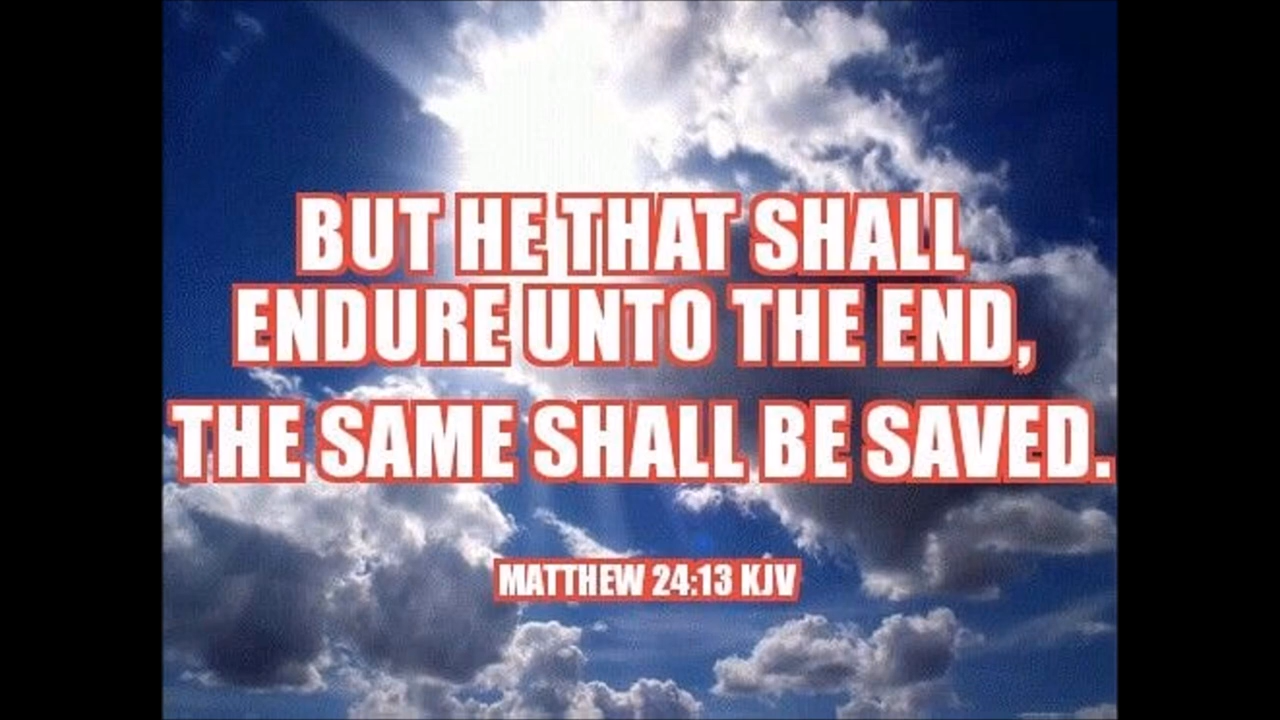 BUT HE THAT SHALL
ENDURE UNTO THE END,
THE SAME SHALL BE SAVED.
MATTHEW 24:13 KJV